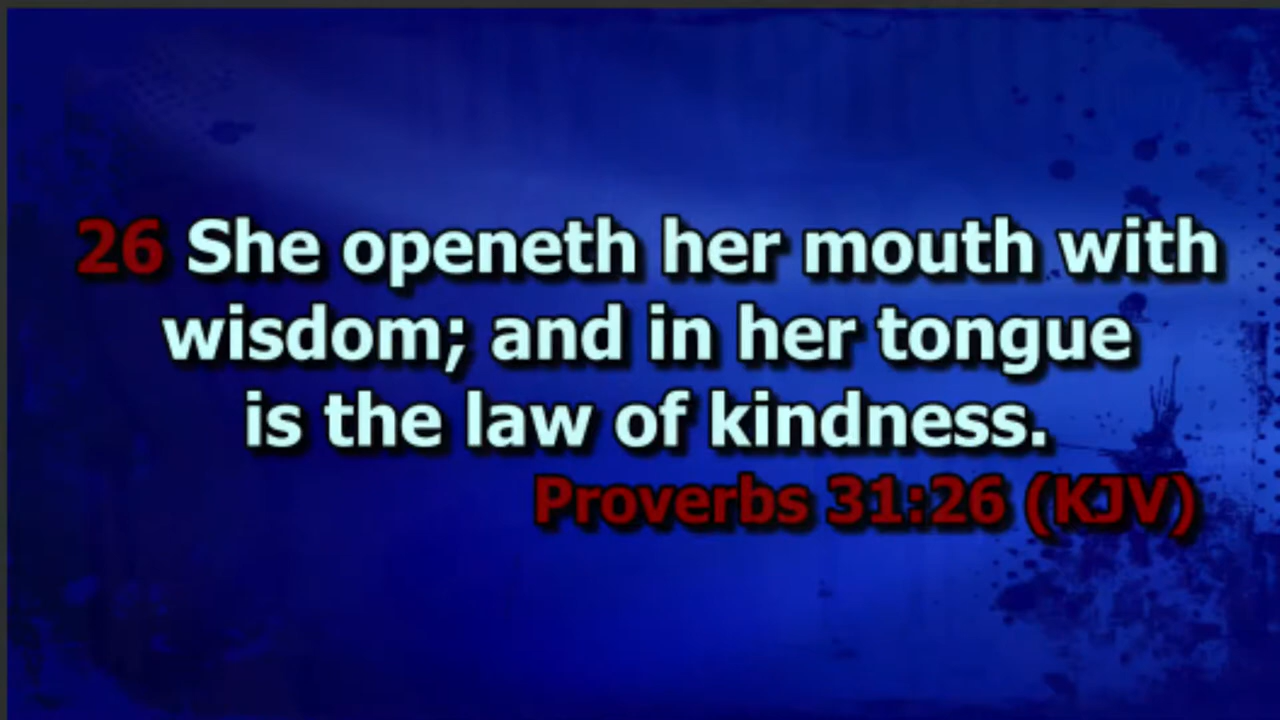 26 She openeth her mouth with
wisdom; and in her tongue
is the law of kindness.
Proverbs 31:26 (KJV)